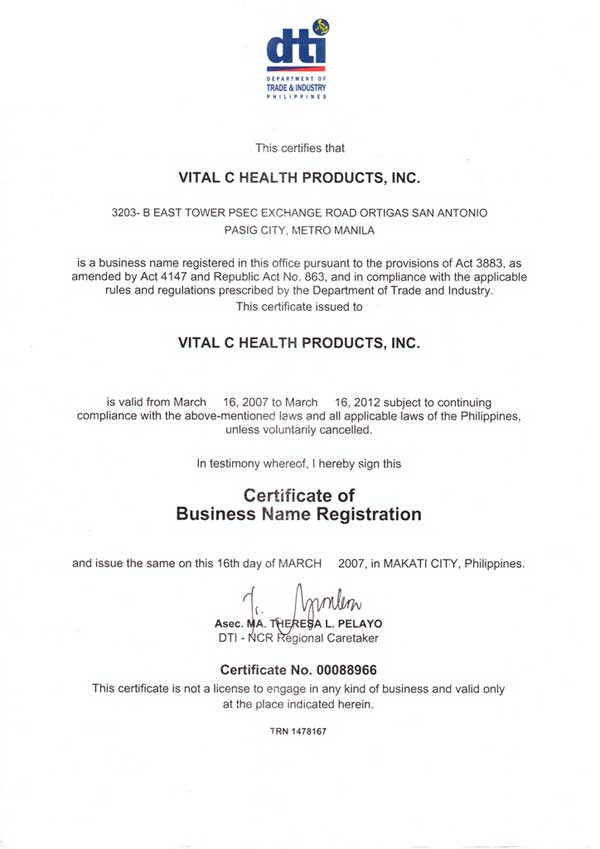 dti
DEPARTMENT OF
TRADE & INDUSTRY
PHILIPPINES
This certifies that
VITAL C HEALTH PRODUCTS, INC.
3203- B EAST TOWER PSEC EXCHANGE ROAD ORTIGAS SAN ANTONIO
PASIG CITY, METRO MANILA
is a business name registered in this office pursuant to the provisions of Act 3883, as
amended by Act 4147 and Republic Act No. 863, and in compliance with the applicable
rules and regulations prescribed by the Department of Trade and Industry.
This certificate issued to
VITAL C HEALTH PRODUCTS, INC.
is valid from March 16, 2007 to March 16, 2012 subject to continuing
compliance with the above-mentioned laws and all applicable laws of the Philippines,
unless voluntarily cancelled.
In testimony whereof, I hereby sign this
Certificate of
Business Name Registration
and issue the same on this 16th day of MARCH 2007, in MAKATI CITY, Philippines.
Asec. MA. THERESA L. PELAYO
DTI - NCR Regional Caretaker
Certificate No. 00088966
This certificate is not a license to engage in any kind of business and valid only
at the place indicated herein.
TRN 1478167